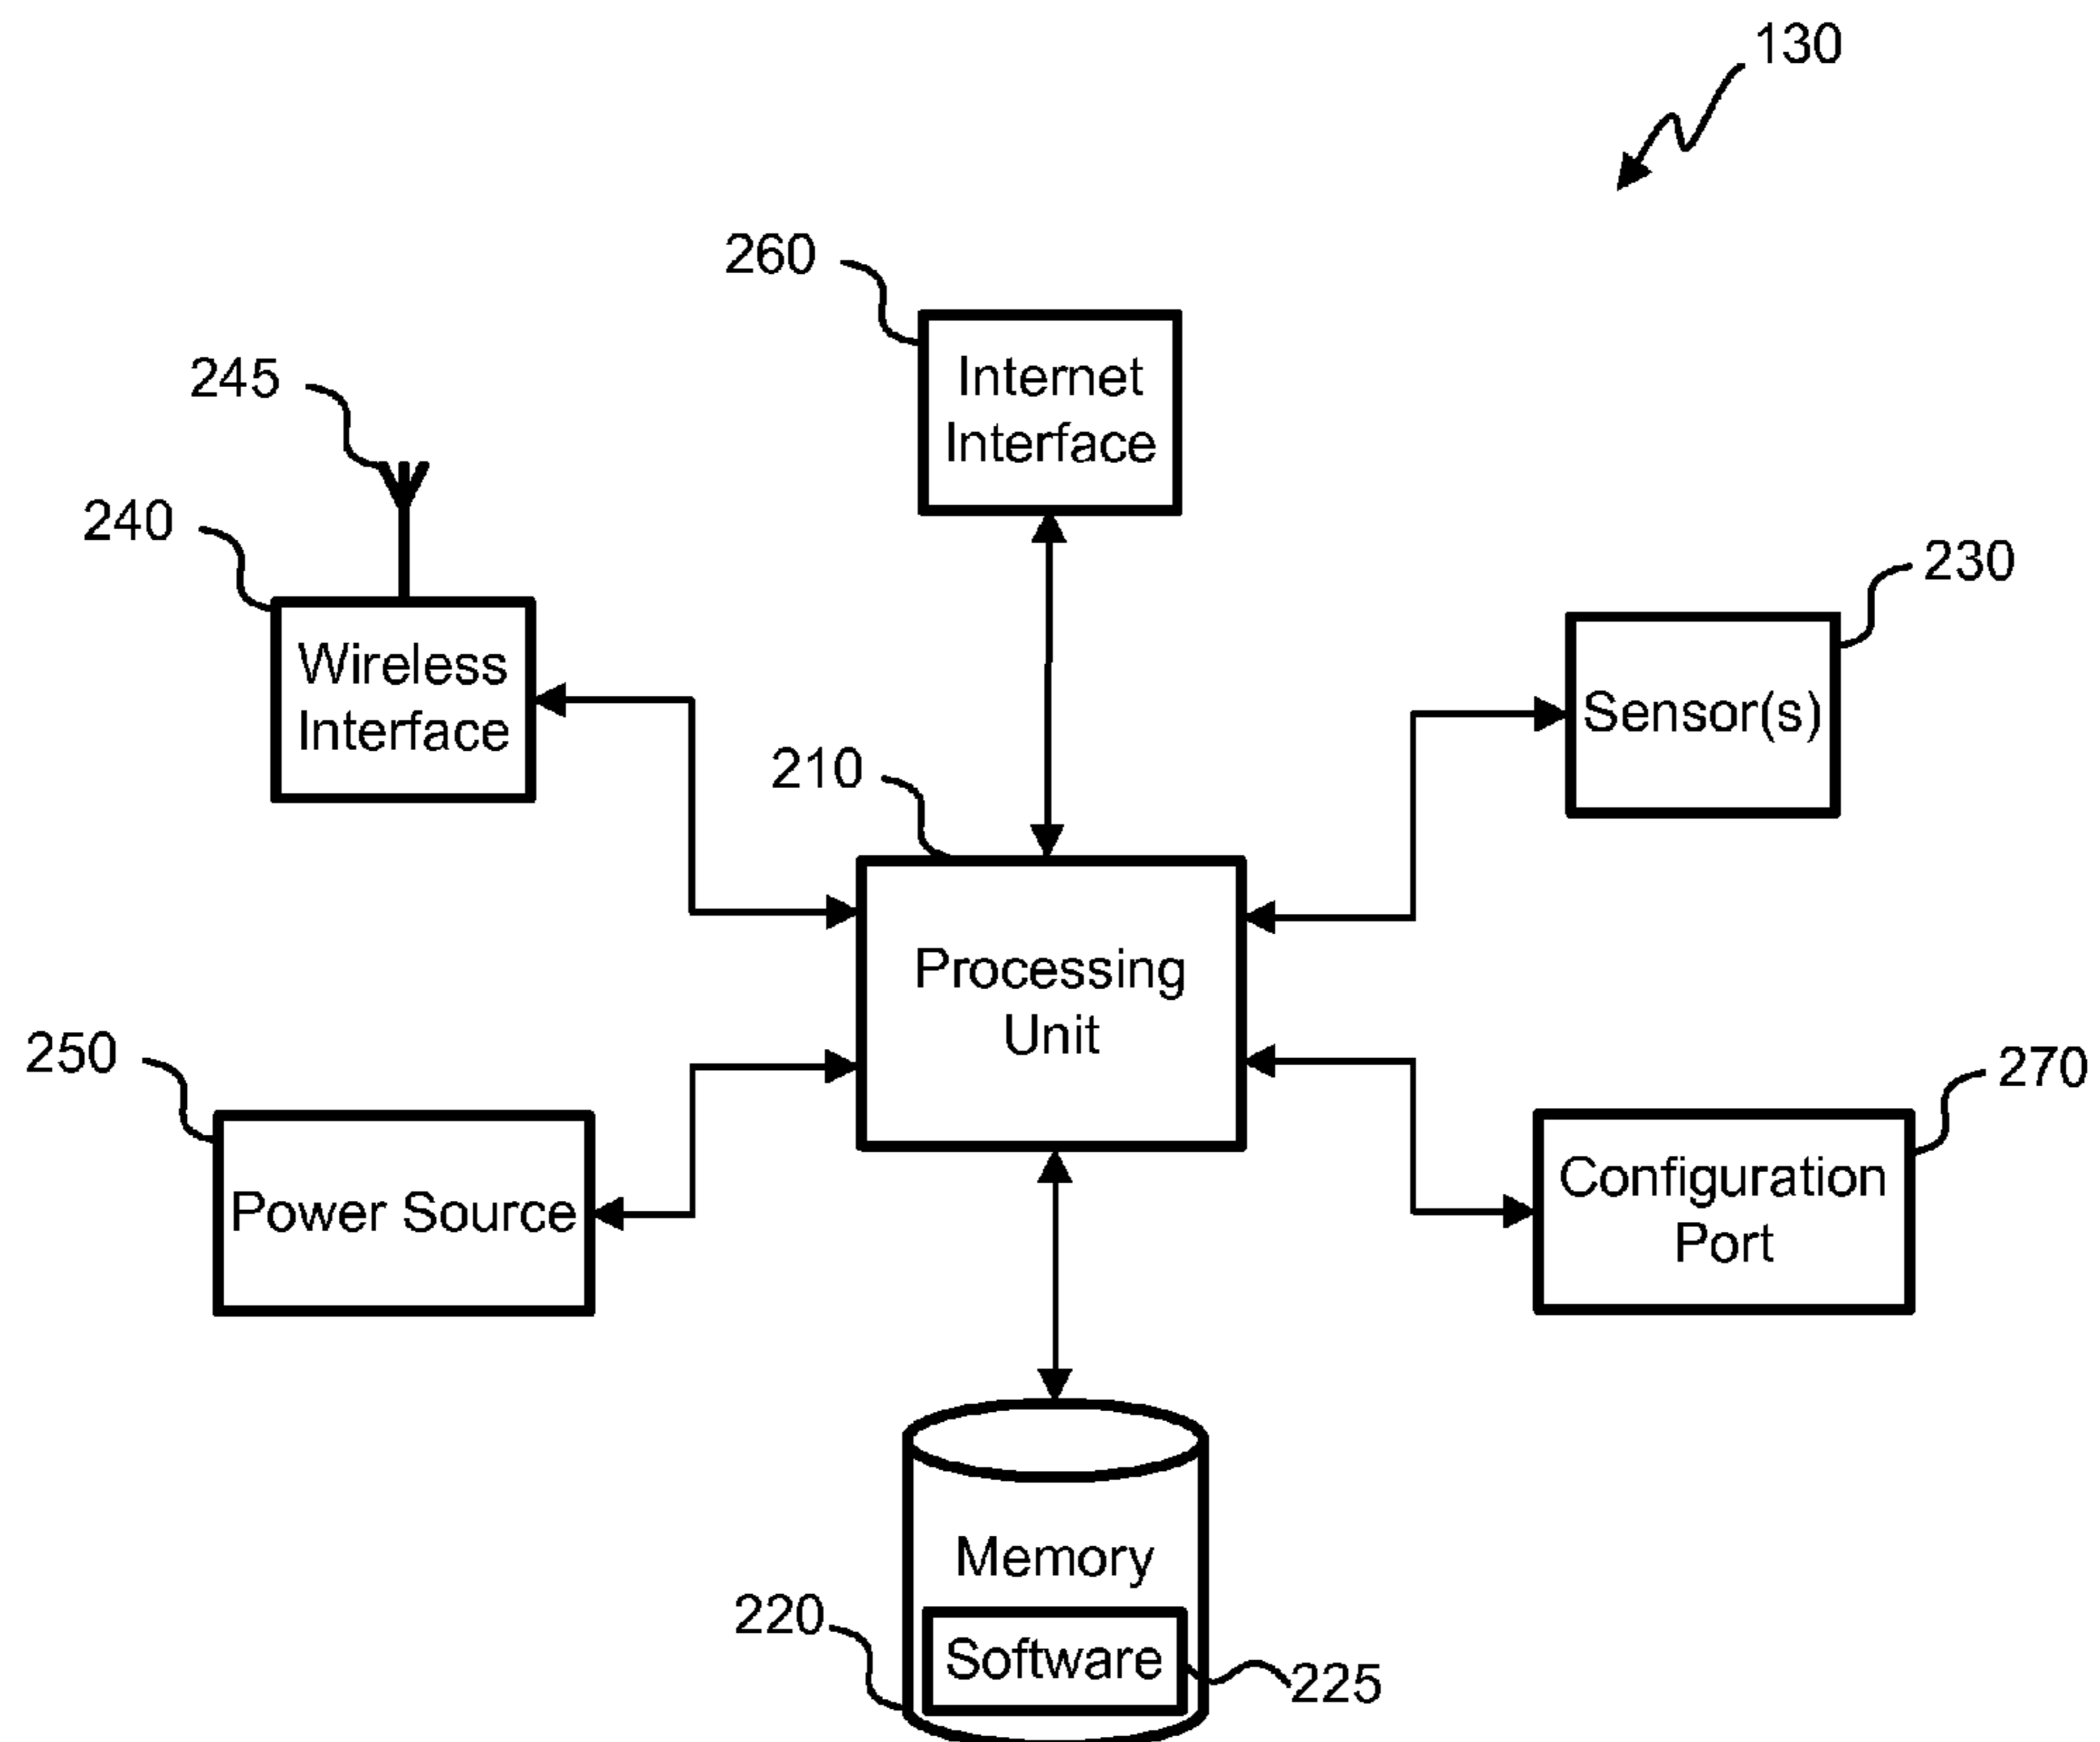 130
260
Internet
Interface
245
240
Wireless
Interface
230
Sensor(s)
210
Processing
Unit
250
Power Source
270
Configuration
Port
Memory
220
Software
225